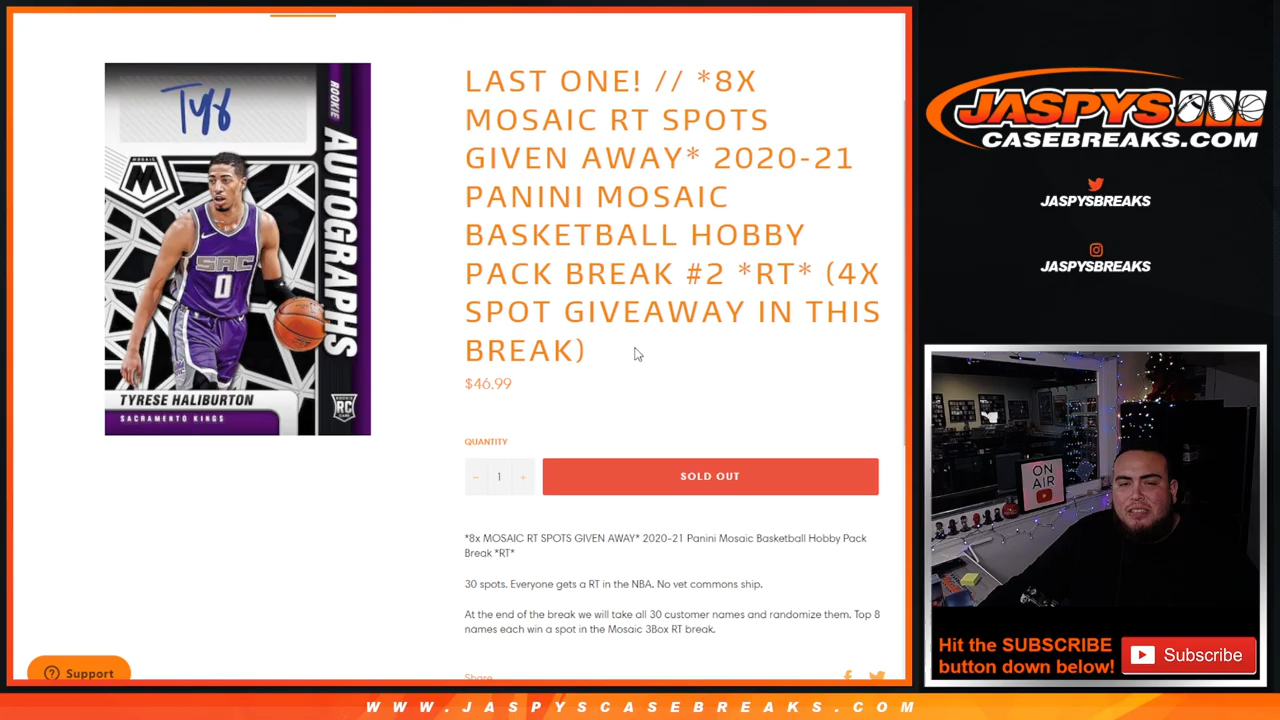 LAST ONE! // *8X
MOSAIC RT SPOTS
GIVEN AWAY* 2020-21
PANINI MOSAIC
BASKETBALL HOBBY
PACK BREAK #2 *RT* (4X
SPOT GIVEAWAY IN THIS
BREAK)
$46.99
QUANTITY
− 1 +
SOLD OUT
*8x MOSAIC RT SPOTS GIVEN AWAY* 2020-21 Panini Mosaic Basketball Hobby Pack
Break *RT*
30 spots. Everyone gets a RT in the NBA. No vet commons ship.
At the end of the break we will take all 30 customer names and randomize them. Top 8
names each win a spot in the Mosaic 3Box RT break.
Share
Support
ROOKIE
AUTOGRAPHS
MOSAIC
M
SAC
0
TYRESE HALIBURTON
SACRAMENTO KINGS
RC
JASPYS
CASEBREAKS.COM
JASPYSBREAKS
JASPYSBREAKS
ON
AIR
Hit the SUBSCRIBE
button down below!
Subscribe
WWW.JASPYSCASEBREAKS.COM